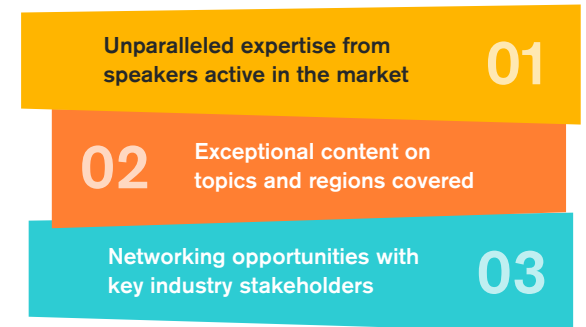 Unparalleled expertise from
speakers active in the market
01
02
Exceptional content on
topics and regions covered
Networking opportunities with
key industry stakeholders
03